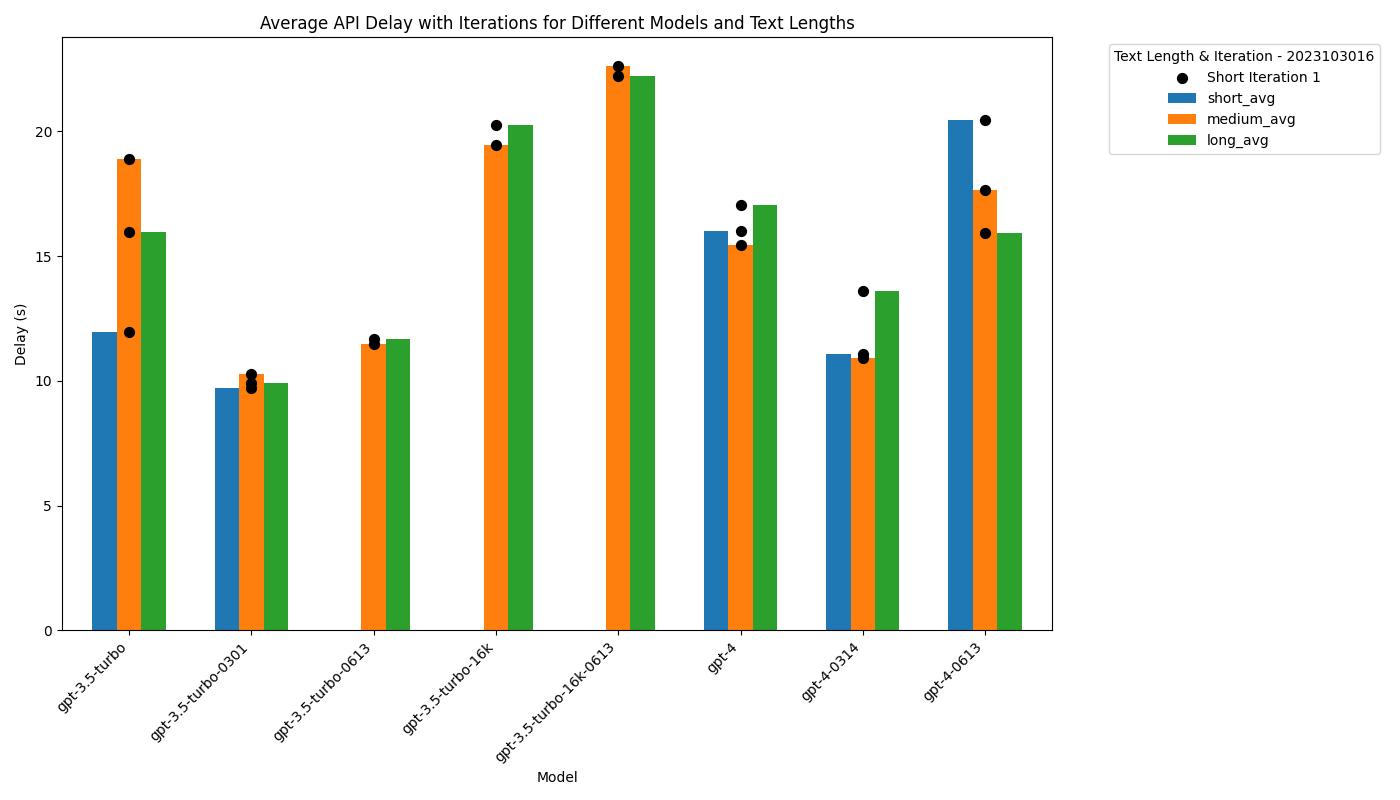 Average API Delay with Iterations for Different Models and Text Lengths
Text Length & Iteration - 2023103016
Short Iteration 1
short_avg
medium_avg
long_avg
Delay (s)
20
15
10
5
0
gpt-3.5-turbo
gpt-3.5-turbo-0301
gpt-3.5-turbo-0613
gpt-3.5-turbo-16k
gpt-3.5-turbo-16k-0613
gpt-4
gpt-4-0314
gpt-4-0613
Model